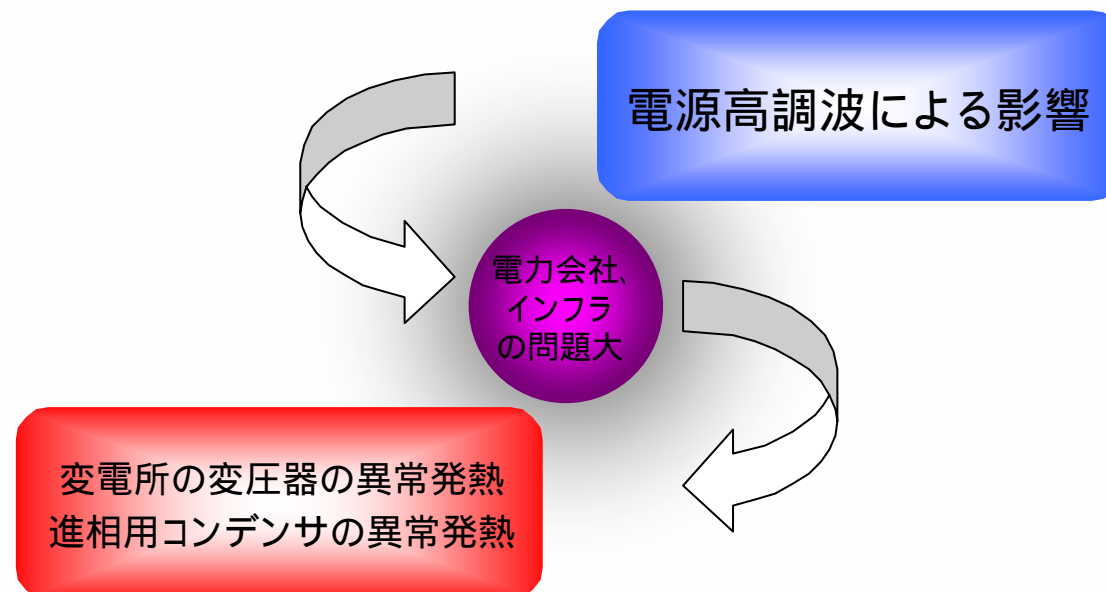 電源高調波による影響
電力会社、
インフラ
の問題大
変電所の変圧器の異常発熱
進相用コンデンサの異常発熱